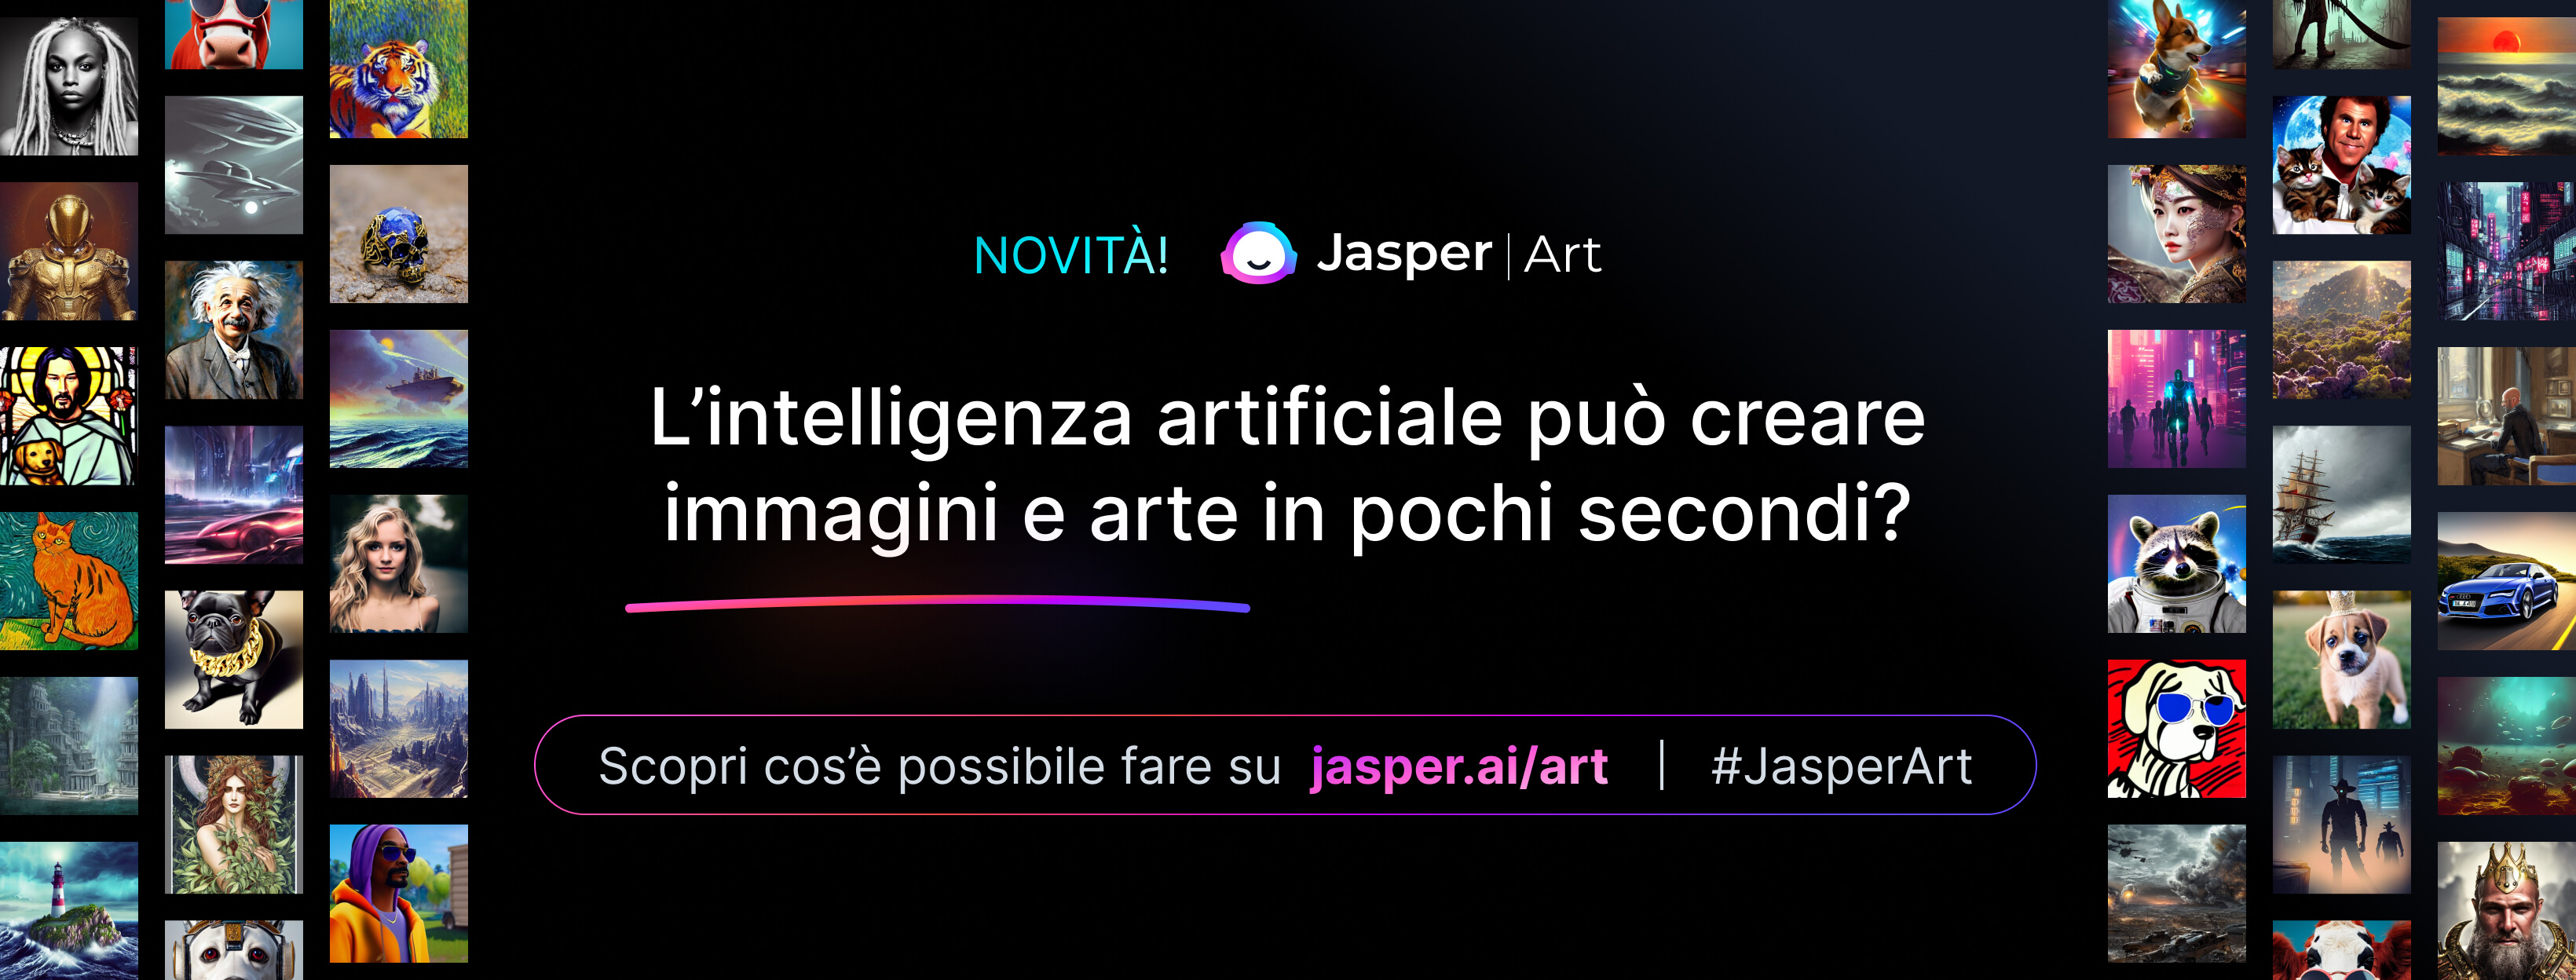 NOVITÀ! Jasper | Art
L’intelligenza artificiale può creare
immagini e arte in pochi secondi?
Scopri cos’è possibile fare su jasper.ai/art | #JasperArt